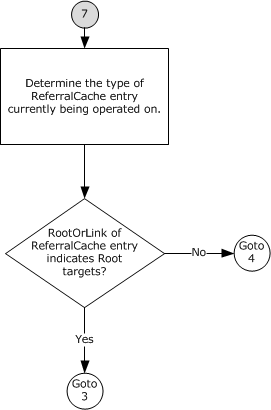 7
Determine the type of
ReferralCache entry
currently being operated on.
RootOrLink of
ReferralCache entry
indicates Root
targets?
No
Goto
4
Yes
Goto
3